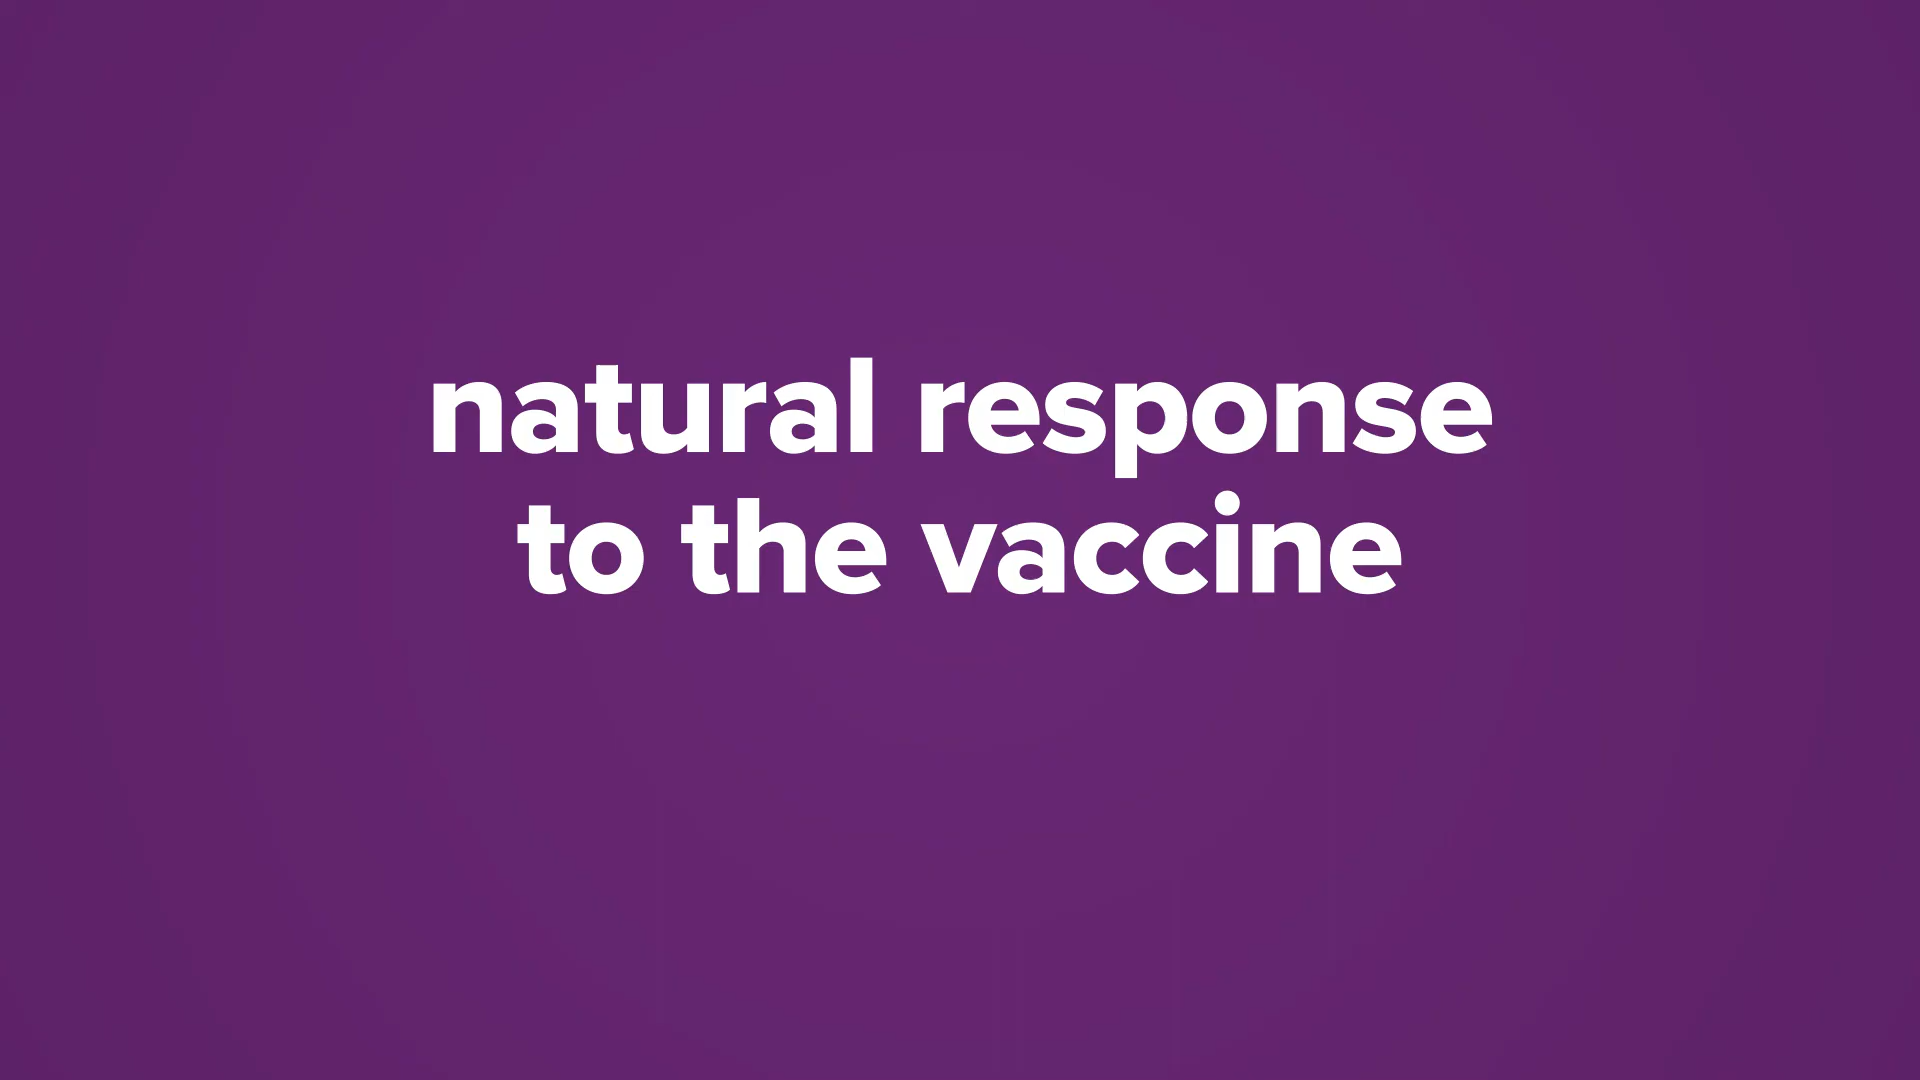 natural response
to the vaccine